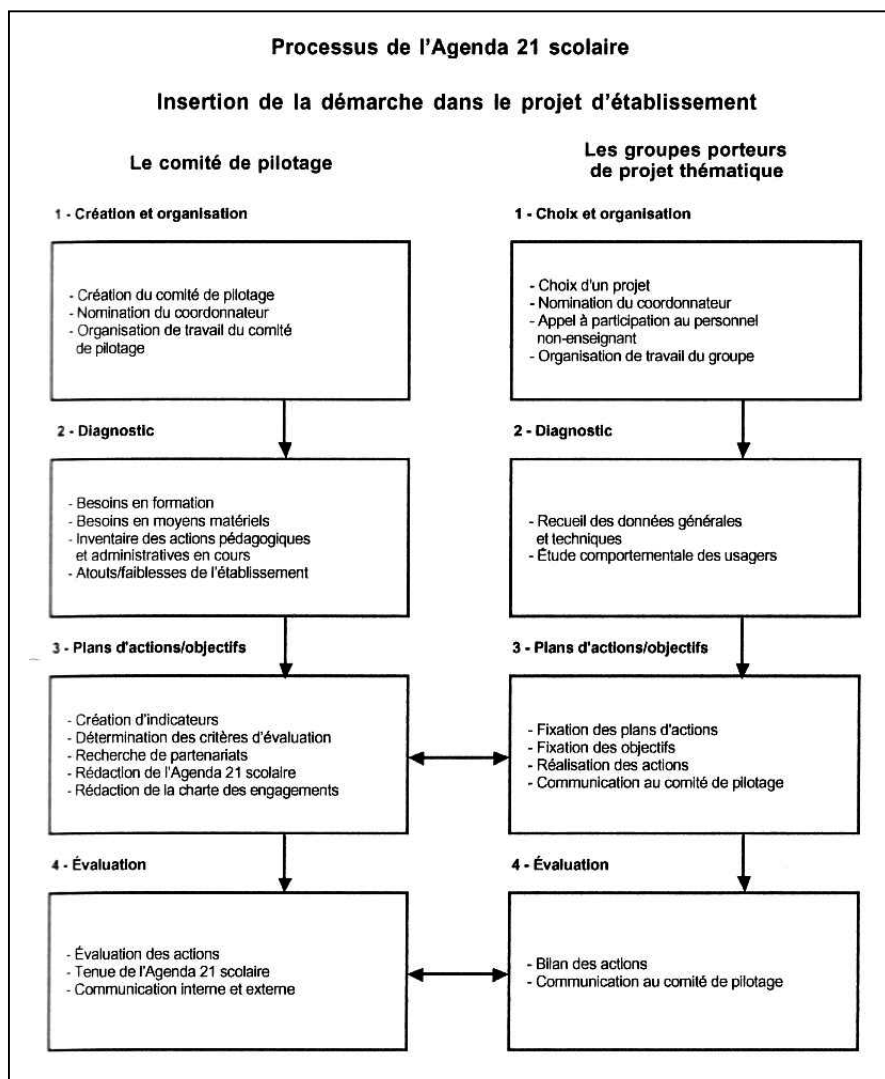 Processus de l'Agenda 21 scolaire
Insertion de la démarche dans le projet d'établissement
Le comité de pilotage
1 - Création et organisation
- Création du comité de pilotage
- Nomination du coordonnateur
- Organisation de travail du comité
de pilotage
2 - Diagnostic
- Besoins en formation
- Besoins en moyens matériels
- Inventaire des actions pédagogiques
et administratives en cours
- Atouts/faiblesses de l'établissement
3 - Plans d'actions/objectifs
- Création d'indicateurs
- Détermination des critères d'évaluation
- Recherche de partenariats
- Rédaction de l'Agenda 21 scolaire
- Rédaction de la charte des engagements
4 - Évaluation
- Évaluation des actions
- Tenue de l'Agenda 21 scolaire
- Communication interne et externe
Les groupes porteurs
de projet thématique
1 - Choix et organisation
- Choix d'un projet
- Nomination du coordonnateur
- Appel à participation au personnel
non-enseignant
- Organisation de travail du groupe
2 - Diagnostic
- Recueil des données générales
et techniques
- Étude comportementale des usagers
3 - Plans d'actions/objectifs
- Fixation des plans d'actions
- Fixation des objectifs
- Réalisation des actions
- Communication au comité de pilotage
4 - Évaluation
- Bilan des actions
- Communication au comité de pilotage